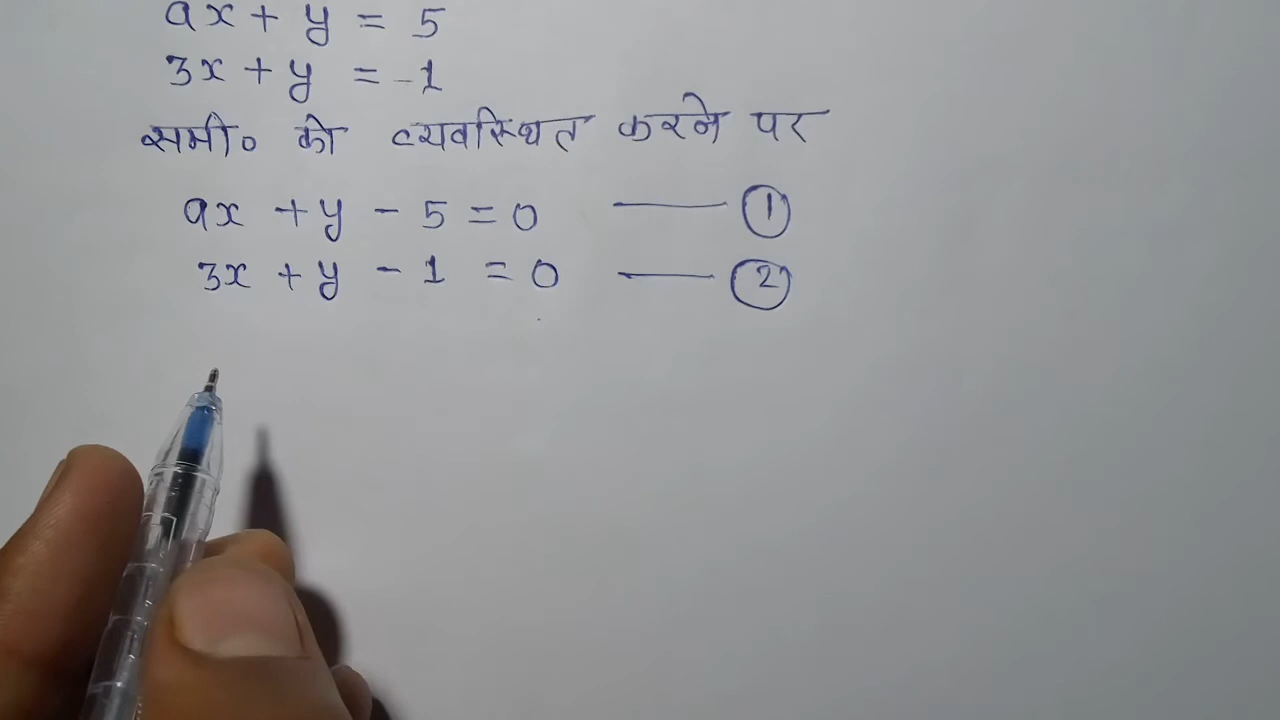 ax + y = 5
3x + y = -1
समी० को व्यवस्थित करने पर
ax + y - 5 = 0 —— ①
3x + y - 1 = 0 —— ②